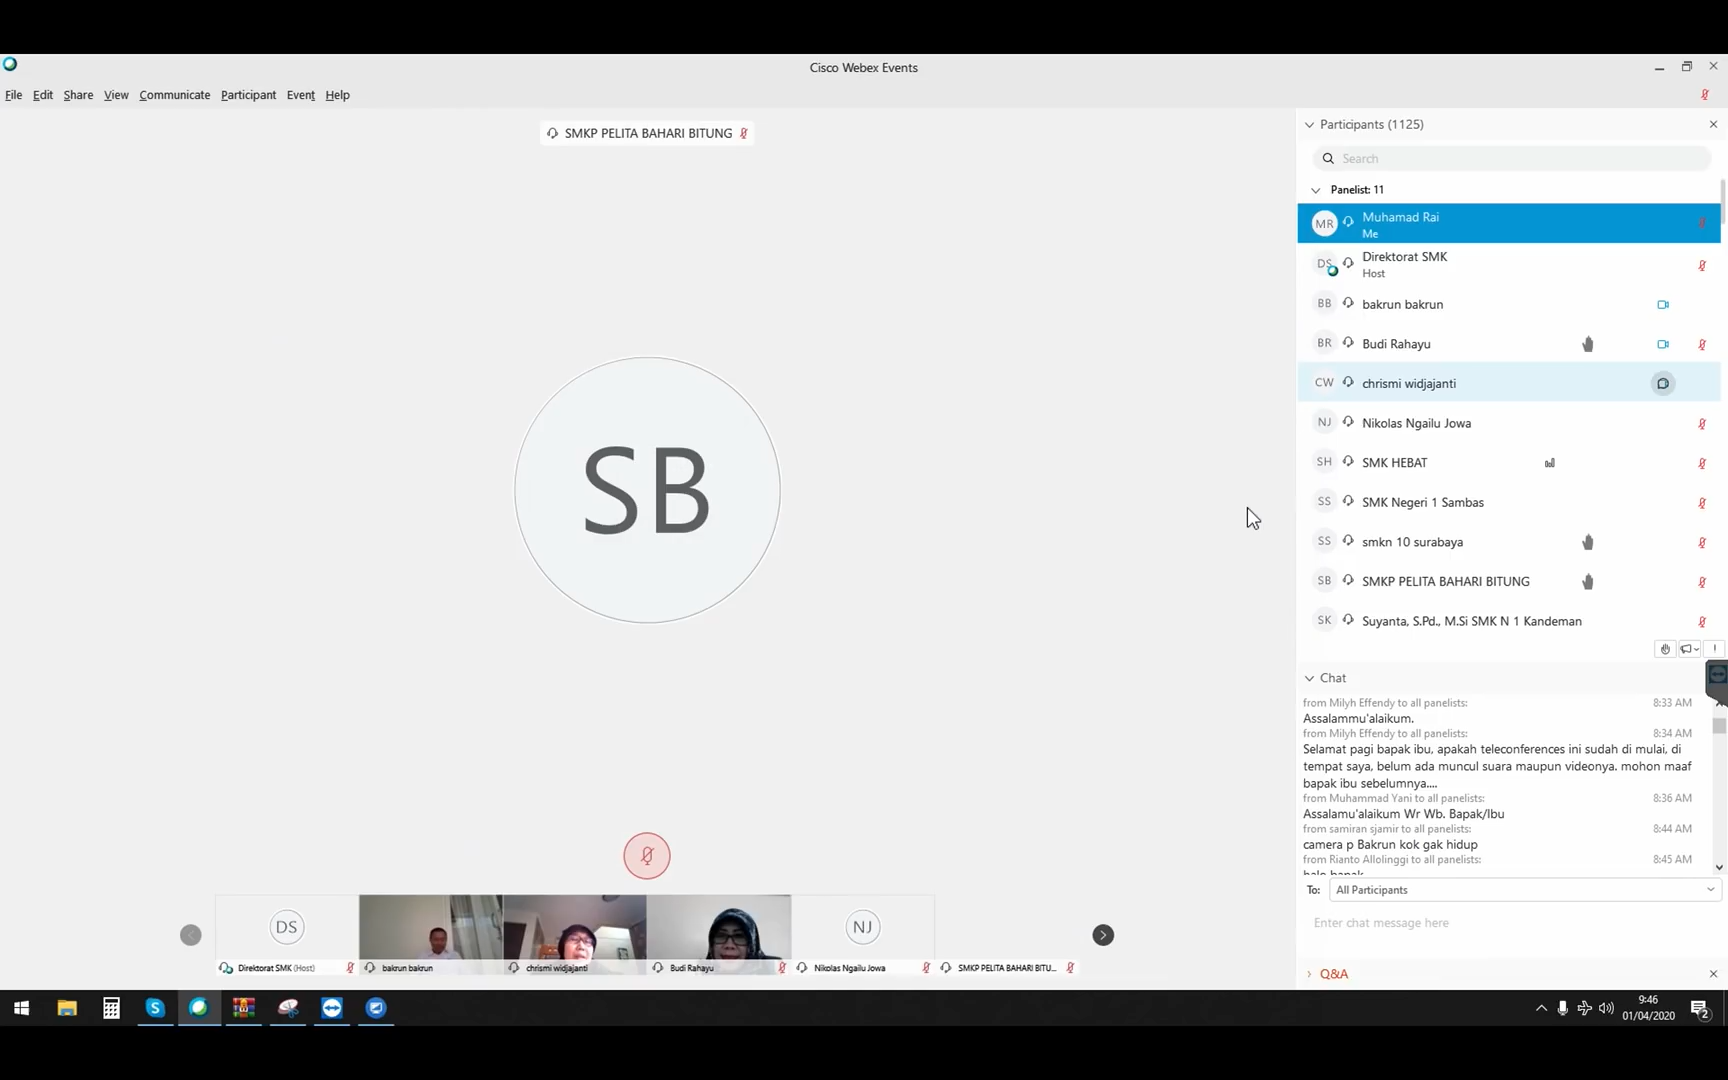 Cisco Webex Events
File Edit Share View Communicate Participant Event Help
SMKP PELITA BAHARI BITUNG
SB
Participants (1125)
Search
Panelist: 11
MR Muhamad Rai
Me
DS Direktorat SMK
Host
BB bakrun bakrun
BR Budi Rahayu
CW chrismi widjajanti
NJ Nikolas Ngailu Jowa
SH SMK HEBAT
SS SMK Negeri 1 Sambas
SS smkn 10 surabaya
SB SMKP PELITA BAHARI BITUNG
SK Suyanta, S.Pd., M.Si SMK N 1 Kandeman
Chat
from Milyh Effendy to all panelists: 8:33 AM
Assalammu'alaikum.
from Milyh Effendy to all panelists: 8:34 AM
Selamat pagi bapak ibu, apakah teleconferences ini sudah di mulai, di
tempat saya, belum ada muncul suara maupun videonya. mohon maaf
bapak ibu sebelumnya....
from Muhammad Yani to all panelists: 8:36 AM
Assalamu'alaikum Wr Wb. Bapak/Ibu
from samiran sjamir to all panelists: 8:44 AM
camera p Bakrun kok gak hidup
from Rianto Allolinggi to all panelists: 8:45 AM
To: All Participants
Enter chat message here
Q&A
DS NJ
Direktorat SMK (Host) bakrun bakrun chrismi widjajanti Budi Rahayu Nikolas Ngailu Jowa SMKP PELITA BAHARI BITU...
9:46
01/04/2020
2